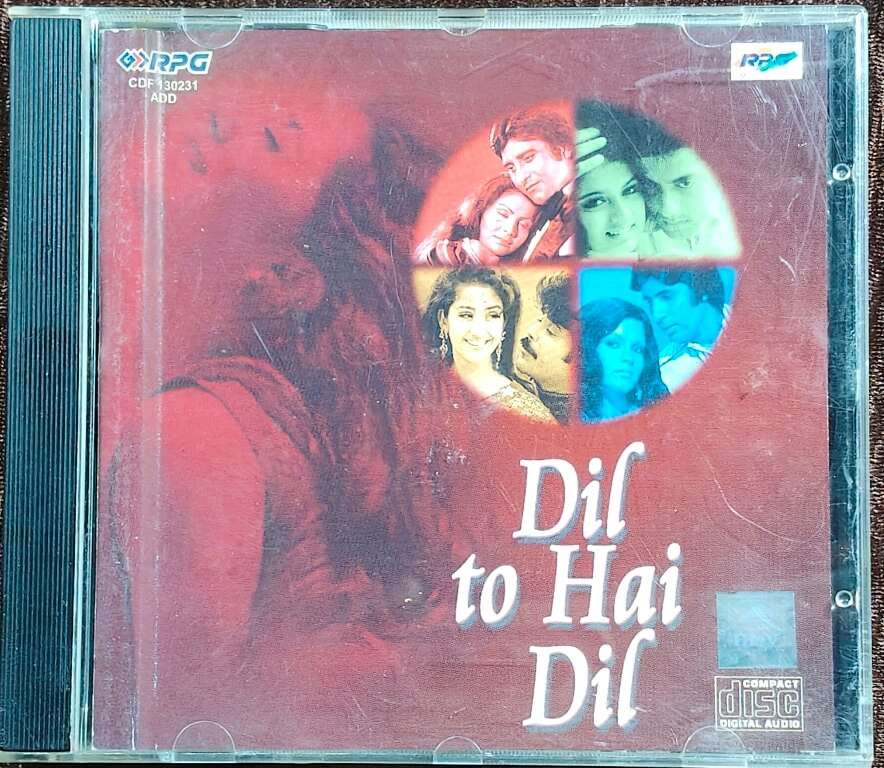 RPG
CDF 130231
ADD
RPG
Dil
to Hai
Dil
COMPACT
disc
DIGITAL AUDIO